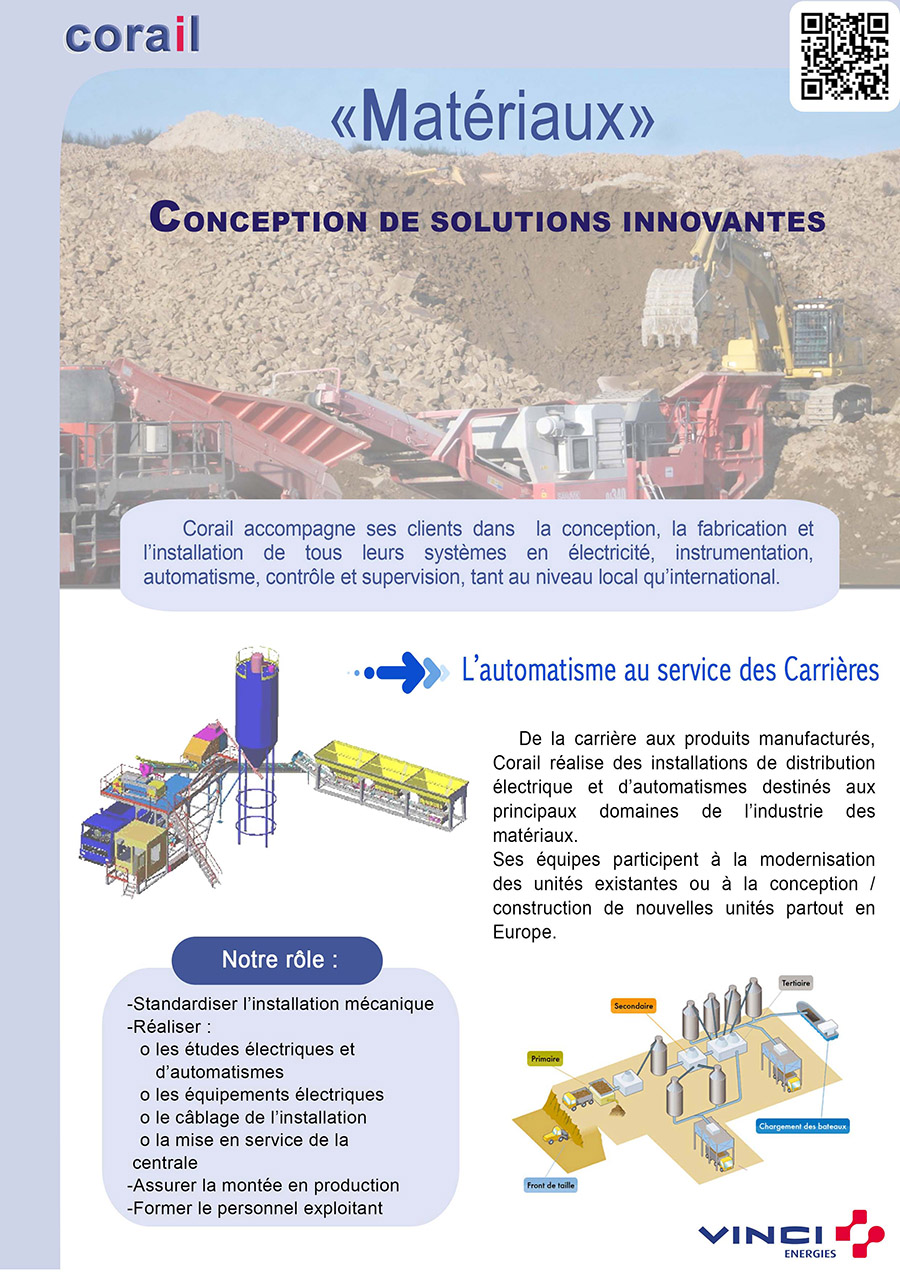 corail
«Matériaux»
CONCEPTION DE SOLUTIONS INNOVANTES
Corail accompagne ses clients dans la conception, la fabrication et
l'installation de tous leurs systèmes en électricité, instrumentation,
automatisme, contrôle et supervision, tant au niveau local qu'international.
L'automatisme au service des Carrières
De la carrière aux produits manufacturés,
Corail réalise des installations de distribution
électrique et d'automatismes destinés aux
principaux domaines de l'industrie des
matériaux.
Ses équipes participent à la modernisation
des unités existantes ou à la conception /
construction de nouvelles unités partout en
Europe.
Notre rôle :
-Standardiser l'installation mécanique
-Réaliser :
o les études électriques et
d'automatismes
o les équipements électriques
o le câblage de l'installation
o la mise en service de la
centrale
-Assurer la montée en production
-Former le personnel exploitant
Tertiaire
Secondaire
Primaire
Chargement des bateaux
Front de taille
VINCI
ENERGIES